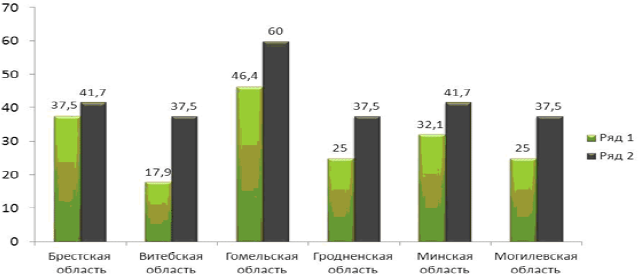 70
60
50
40
30
20
10
0
37,5
41,7
17,9
37,5
46,4
60
25
37,5
32,1
41,7
25
37,5
Ряд 1
Ряд 2
Брестская область
Витебская область
Гомельская область
Гродненская область
Минская область
Могилевская область